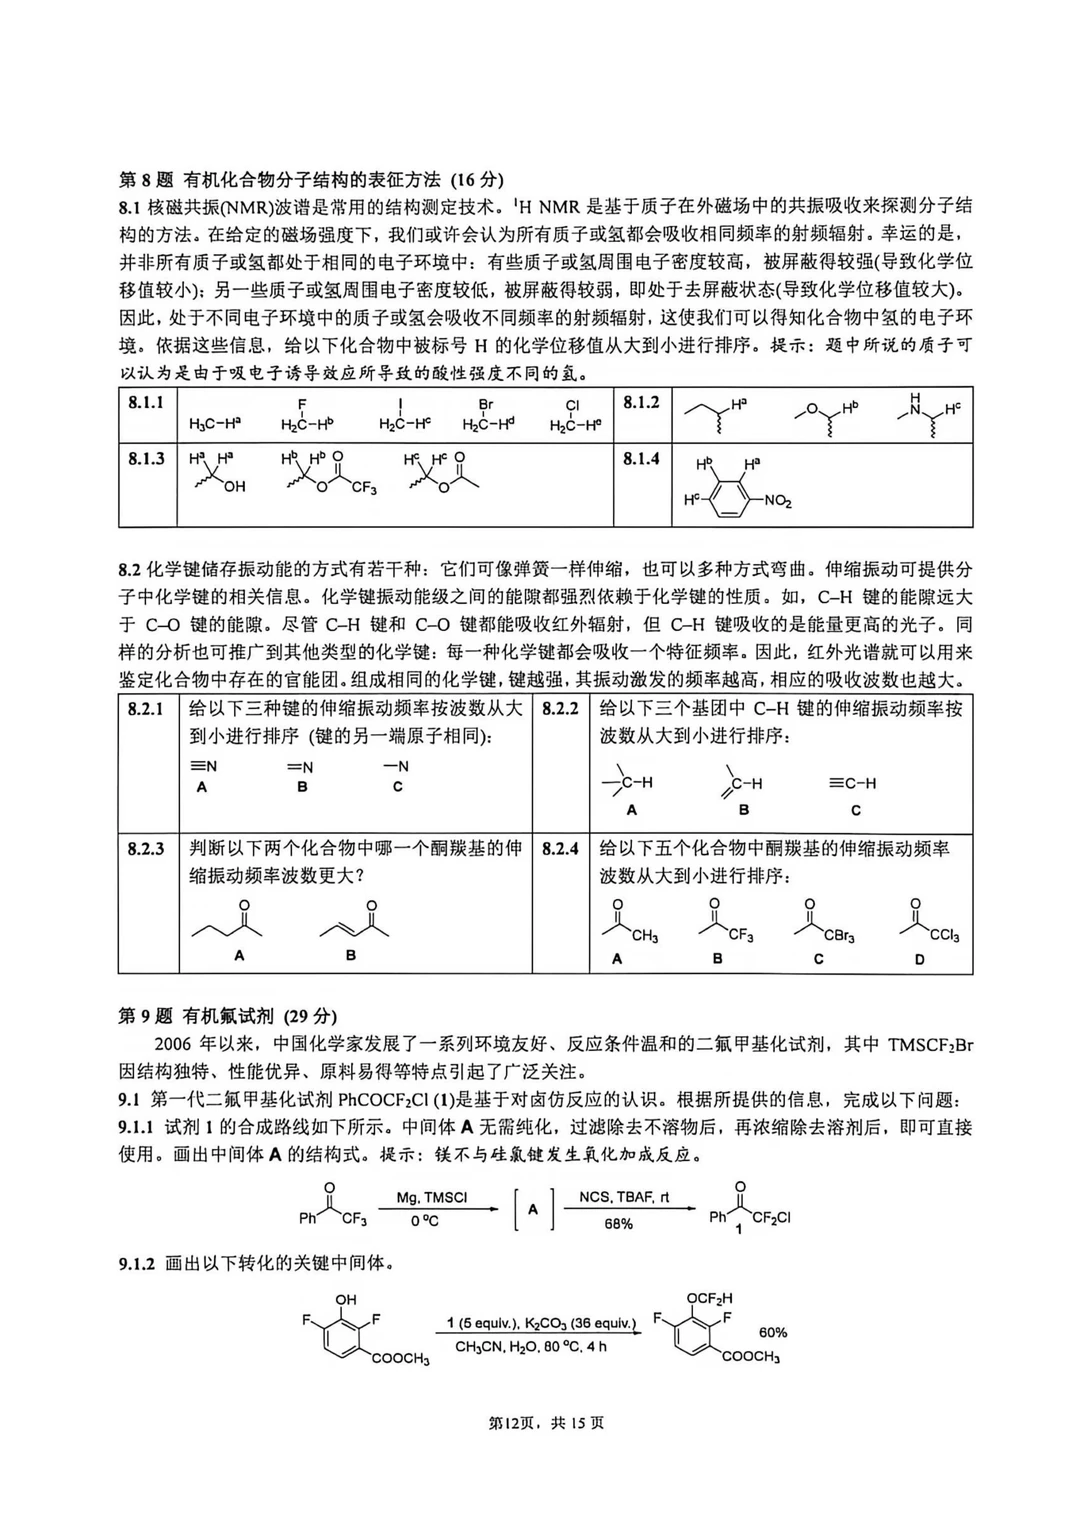 第 8 题 有机化合物分子结构的表征方法 (16 分)
8.1 核磁共振(NMR)波谱是常用的结构测定技术。¹H NMR 是基于质子在外磁场中的共振吸收来探测分子结
构的方法。在给定的磁场强度下，我们或许会认为所有质子或氢都会吸收相同频率的射频辐射。幸运的是，
并非所有质子或氢都处于相同的电子环境中：有些质子或氢周围电子密度较高，被屏蔽得较强(导致化学位
移值较小)；另一些质子或氢周围电子密度较低，被屏蔽得较弱，即处于去屏蔽状态(导致化学位移值较大)。
因此，处于不同电子环境中的质子或氢会吸收不同频率的射频辐射，这使我们可以得知化合物中氢的电子环
境。依据这些信息，给以下化合物中被标号 H 的化学位移值从大到小进行排序。提示：题中所说的质子可
以认为是由于吸电子诱导效应所导致的酸性强度不同的氢。
8.1.1
H₃C–Hᵃ
F
H₂C–Hᵇ
I
H₂C–Hᶜ
Br
H₂C–Hᵈ
Cl
H₂C–Hᵉ
8.1.2
Hᵃ
O Hᵇ
H
N Hᶜ
8.1.3
Hᵃ Hᵃ
OH
Hᵇ Hᵇ O
O CF₃
Hᶜ Hᶜ O
O
8.1.4
Hᵇ Hᵃ
Hᶜ NO₂
8.2 化学键储存振动能的方式有若干种：它们可像弹簧一样伸缩，也可以多种方式弯曲。伸缩振动可提供分
子中化学键的相关信息。化学键振动能级之间的能隙都强烈依赖于化学键的性质。如，C–H 键的能隙远大
于 C–O 键的能隙。尽管 C–H 键和 C–O 键都能吸收红外辐射，但 C–H 键吸收的是能量更高的光子。同
样的分析也可推广到其他类型的化学键：每一种化学键都会吸收一个特征频率。因此，红外光谱就可以用来
鉴定化合物中存在的官能团。组成相同的化学键，键越强，其振动激发的频率越高，相应的吸收波数也越大。
8.2.1 给以下三种键的伸缩振动频率按波数从大
到小进行排序 (键的另一端原子相同)：
≡N =N –N
A B C
8.2.2 给以下三个基团中 C–H 键的伸缩振动频率按
波数从大到小进行排序：
C–H C–H ≡C–H
A B C
8.2.3 判断以下两个化合物中哪一个酮羰基的伸
缩振动频率波数更大？
O O
A B
8.2.4 给以下五个化合物中酮羰基的伸缩振动频率
波数从大到小进行排序：
O O O O
CH₃ CF₃ CBr₃ CCl₃
A B C D
第 9 题 有机氟试剂 (29 分)
2006 年以来，中国化学家发展了一系列环境友好、反应条件温和的二氟甲基化试剂，其中 TMSCF₂Br
因结构独特、性能优异、原料易得等特点引起了广泛关注。
9.1 第一代二氟甲基化试剂 PhCOCF₂Cl (1)是基于对卤仿反应的认识。根据所提供的信息，完成以下问题：
9.1.1 试剂 1 的合成路线如下所示。中间体 A 无需纯化，过滤除去不溶物后，再浓缩除去溶剂后，即可直接
使用。画出中间体 A 的结构式。提示：镁不与硅氯键发生氧化加成反应。
O
Ph CF₃
Mg, TMSCl
0 ℃
[ A ]
NCS, TBAF, rt
68%
O
Ph CF₂Cl
1
9.1.2 画出以下转化的关键中间体。
OH
F F
COOCH₃
1 (5 equiv.), K₂CO₃ (36 equiv.)
CH₃CN, H₂O, 80 ℃, 4 h
OCF₂H
F F
COOCH₃
60%
第12页，共 15 页